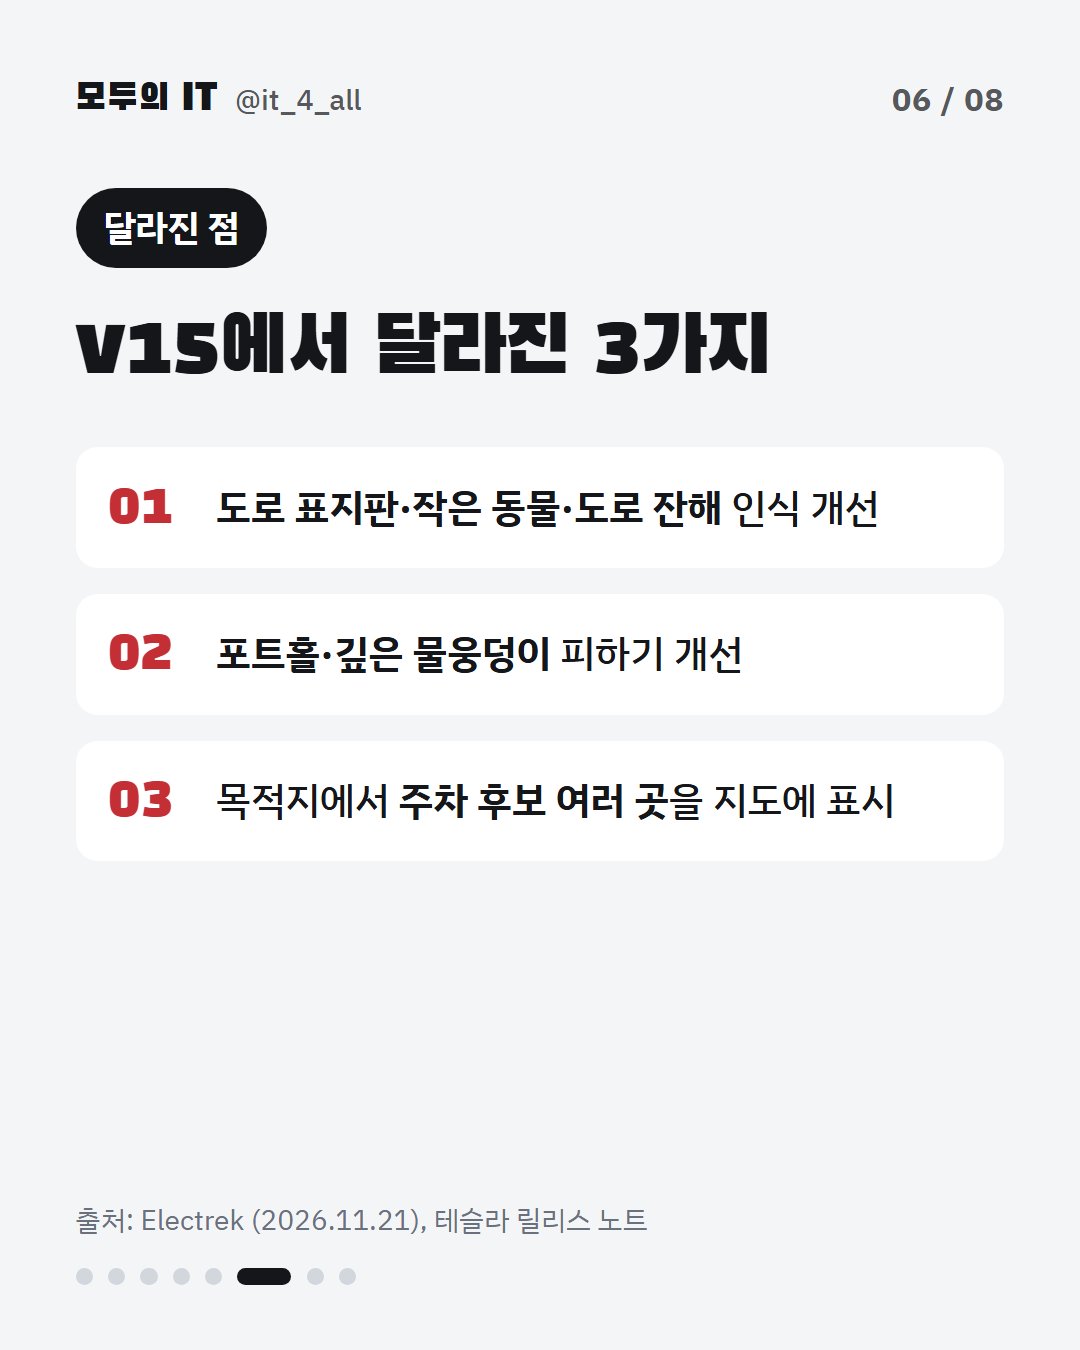 모두의 IT @it_4_all
06 / 08
달라진 점
v15에서 달라진 3가지
01 도로 표지판·작은 동물·도로 잔해 인식 개선
02 포트홀·깊은 물웅덩이 피하기 개선
03 목적지에서 주차 후보 여러 곳을 지도에 표시
출처: Electrek (2026.11.21), 테슬라 릴리스 노트